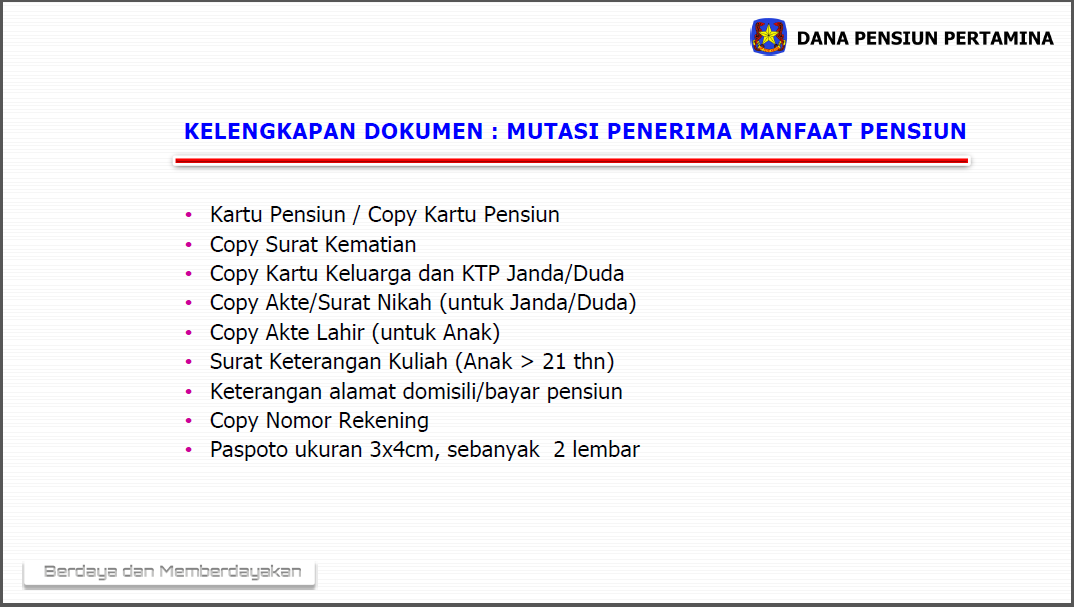 DANA PENSIUN PERTAMINA
KELENGKAPAN DOKUMEN : MUTASI PENERIMA MANFAAT PENSIUN
• Kartu Pensiun / Copy Kartu Pensiun
• Copy Surat Kematian
• Copy Kartu Keluarga dan KTP Janda/Duda
• Copy Akte/Surat Nikah (untuk Janda/Duda)
• Copy Akte Lahir (untuk Anak)
• Surat Keterangan Kuliah (Anak > 21 thn)
• Keterangan alamat domisili/bayar pensiun
• Copy Nomor Rekening
• Paspoto ukuran 3x4cm, sebanyak  2 lembar
Berdaya dan Memberdayakan